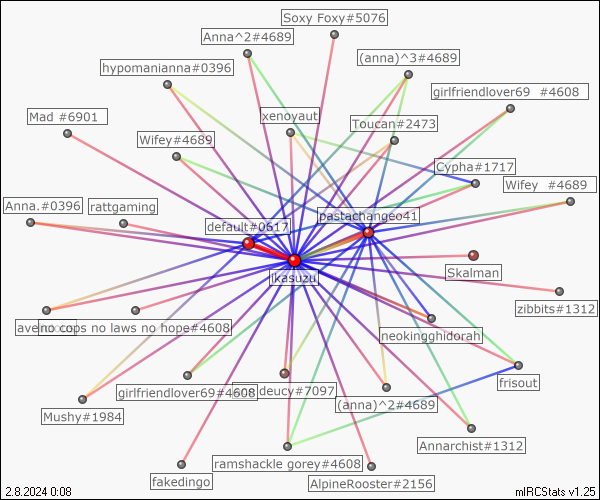 Soxy Foxy#5076
Anna^2#4689
(anna)^3#4689
hypomanianna#0396
girlfriendlover69 #4608
Mad #6901
xenoyaut
Toucan#2473
Wifey#4689
Cypha#1717
Wifey #4689
Anna.#0396
rattgaming
pastachangeo41
default#0617
Skalman
ikasuzu
zibbits#1312
ave
no cops no laws no hope#4608
neokingghidorah
frisout
girlfriendlover69#4608
deucy#7097
(anna)^2#4689
Mushy#1984
Annarchist#1312
ramshackle gorey#4608
fakedingo
AlpineRooster#2156
2.8.2024 0:08
mIRCStats v1.25